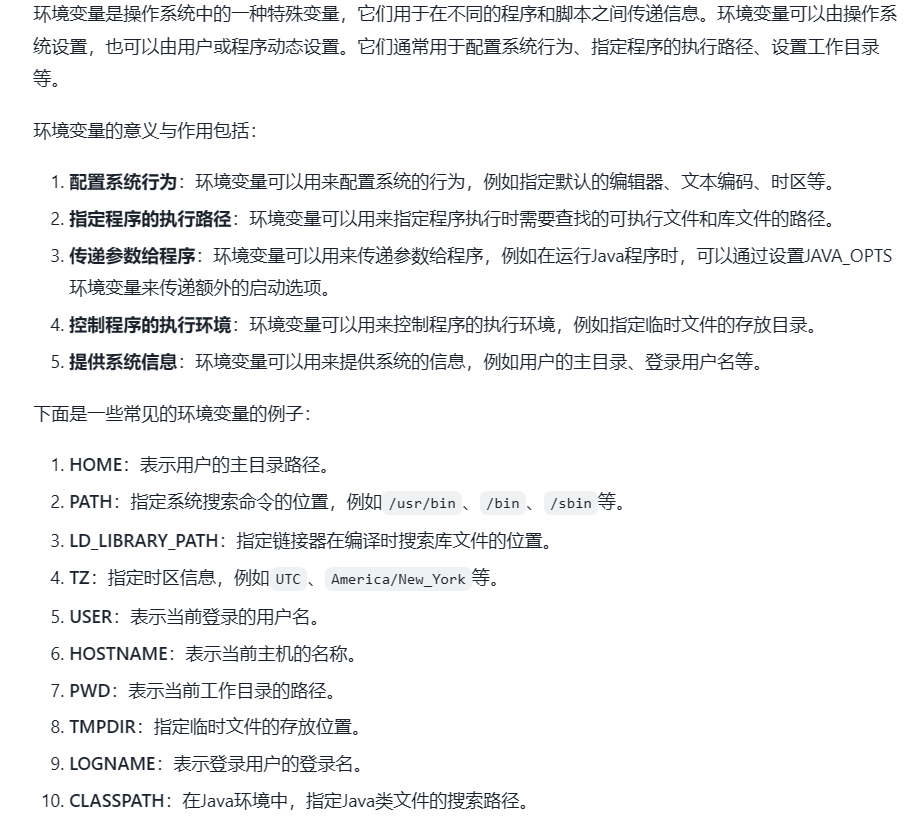 环境变量是操作系统中的一种特殊变量，它们用于在不同的程序和脚本之间传递信息。环境变量可以由操作系
统设置，也可以由用户或程序动态设置。它们通常用于配置系统行为、指定程序的执行路径、设置工作目录
等。
环境变量的意义与作用包括：
1. 配置系统行为：环境变量可以用来配置系统的行为，例如指定默认的编辑器、文本编码、时区等。
2. 指定程序的执行路径：环境变量可以用来指定程序执行时需要查找的可执行文件和库文件的路径。
3. 传递参数给程序：环境变量可以用来传递参数给程序，例如在运行Java程序时，可以通过设置JAVA_OPTS
环境变量来传递额外的启动选项。
4. 控制程序的执行环境：环境变量可以用来控制程序的执行环境，例如指定临时文件的存放目录。
5. 提供系统信息：环境变量可以用来提供系统的信息，例如用户的主目录、登录用户名等。
下面是一些常见的环境变量的例子：
1. HOME：表示用户的主目录路径。
2. PATH：指定系统搜索命令的位置，例如 /usr/bin 、 /bin 、 /sbin 等。
3. LD_LIBRARY_PATH：指定链接器在编译时搜索库文件的位置。
4. TZ：指定时区信息，例如 UTC 、 America/New_York 等。
5. USER：表示当前登录的用户名。
6. HOSTNAME：表示当前主机的名称。
7. PWD：表示当前工作目录的路径。
8. TMPDIR：指定临时文件的存放位置。
9. LOGNAME：表示登录用户的登录名。
10. CLASSPATH：在Java环境中，指定Java类文件的搜索路径。